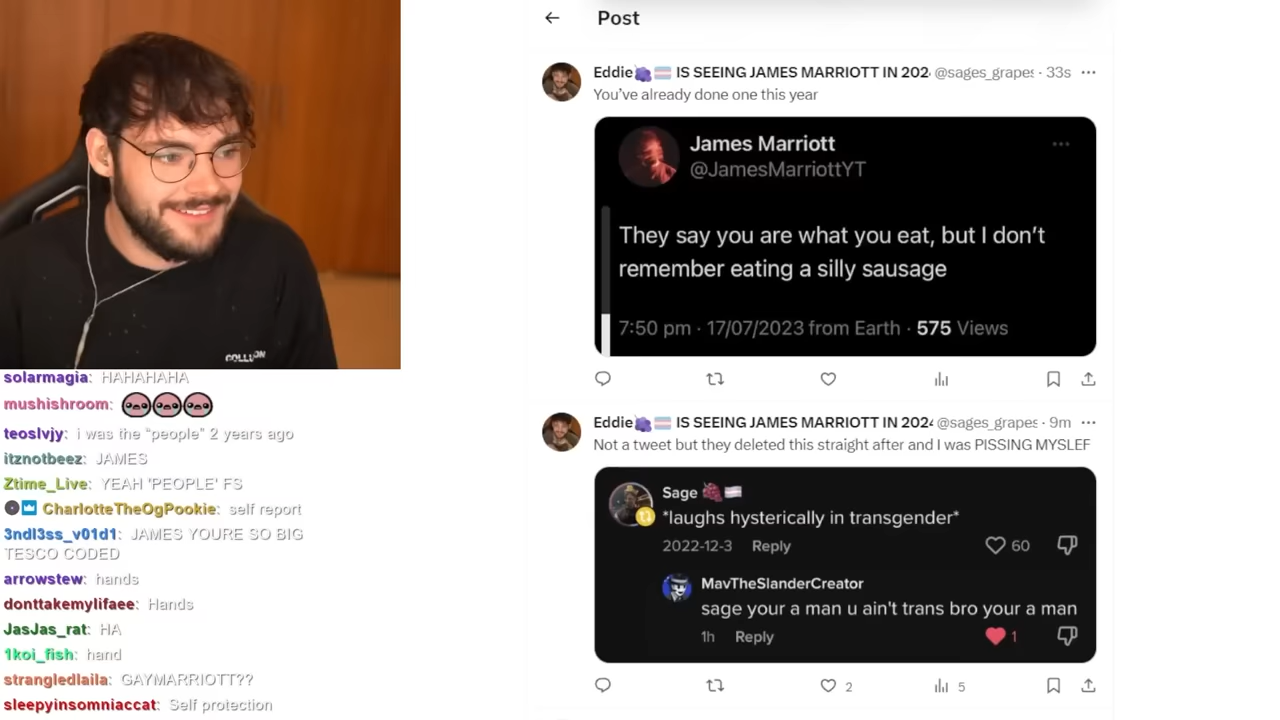 Post
Eddie🍇🏳️‍⚧️ IS SEEING JAMES MARRIOTT IN 202 @sages_grapes · 33s
You've already done one this year
James Marriott
@JamesMarriottYT
They say you are what you eat, but I don't
remember eating a silly sausage
7:50 pm · 17/07/2023 from Earth · 575 Views
Eddie🍇🏳️‍⚧️ IS SEEING JAMES MARRIOTT IN 2024 @sages_grapes · 9m
Not a tweet but they deleted this straight after and I was PISSING MYSLEF
Sage 🍇🏳️‍⚧️
*laughs hysterically in transgender*
2022-12-3 Reply 60
MavTheSlanderCreator
sage your a man u ain't trans bro your a man
1h Reply 1
2 5
COLLUSION
solarmagia: HAHAHAHA
mushishroom:
teoslvjy: i was the "people" 2 years ago
itznotbeez: JAMES
Ztime_Live: YEAH 'PEOPLE' FS
CharlotteTheOgPookie: self report
3ndl3ss_v01d1: JAMES YOURE SO BIG
TESCO CODED
arrowstew: hands
donttakemylifaee: Hands
JasJas_rat: HA
1koi_fish: hand
strangledlaila: GAYMARRIOTT??
sleepyinsomniaccat: Self protection